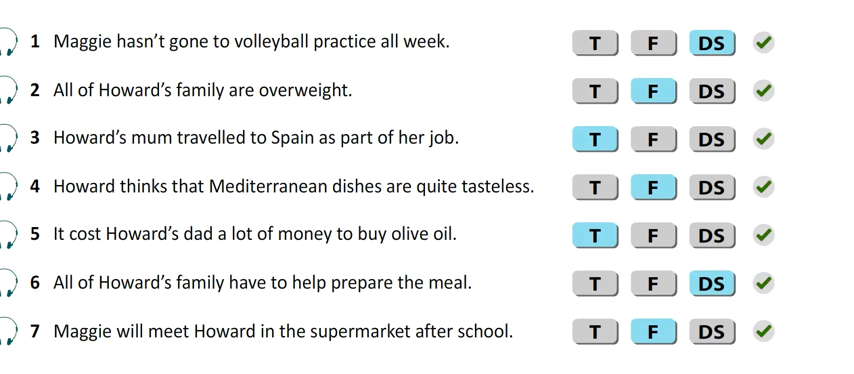 1 Maggie hasn't gone to volleyball practice all week. T F DS
2 All of Howard's family are overweight. T F DS
3 Howard's mum travelled to Spain as part of her job. T F DS
4 Howard thinks that Mediterranean dishes are quite tasteless. T F DS
5 It cost Howard's dad a lot of money to buy olive oil. T F DS
6 All of Howard's family have to help prepare the meal. T F DS
7 Maggie will meet Howard in the supermarket after school. T F DS